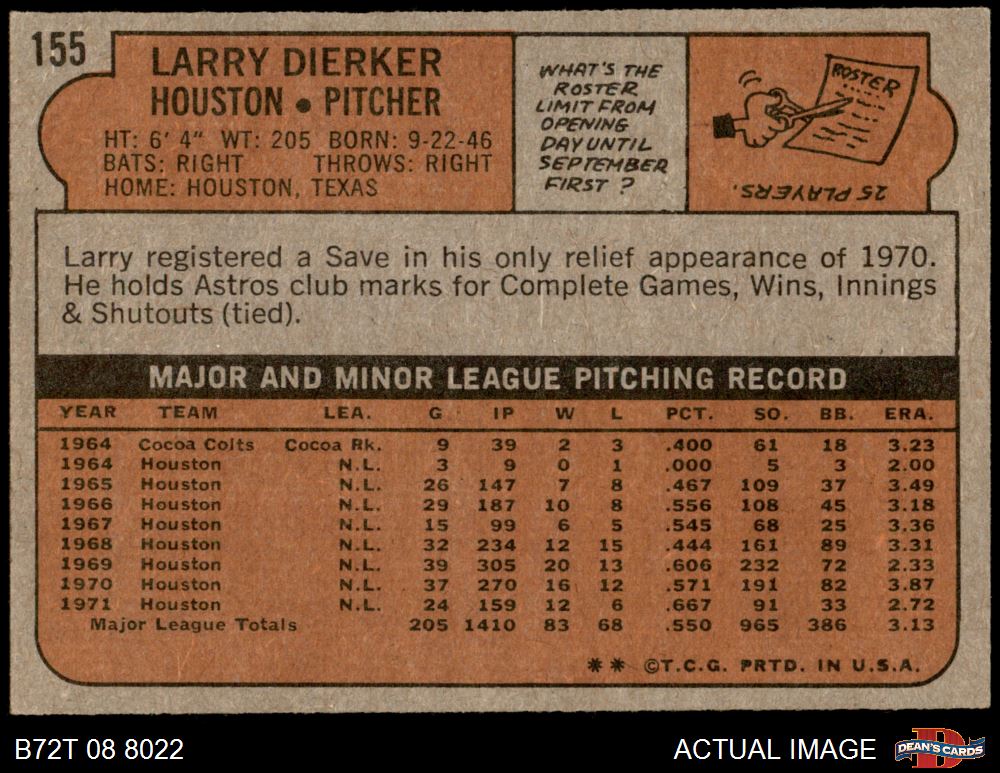 155
LARRY DIERKER
HOUSTON • PITCHER
HT: 6' 4" WT: 205 BORN: 9-22-46
BATS: RIGHT THROWS: RIGHT
HOME: HOUSTON, TEXAS
WHAT'S THE
ROSTER
LIMIT FROM
OPENING
DAY UNTIL
SEPTEMBER
FIRST ?
ROSTER
25 PLAYERS.
Larry registered a Save in his only relief appearance of 1970.
He holds Astros club marks for Complete Games, Wins, Innings
& Shutouts (tied).
MAJOR AND MINOR LEAGUE PITCHING RECORD
YEAR TEAM LEA. G IP W L PCT. SO. BB. ERA.
1964 Cocoa Colts Cocoa Rk. 9 39 2 3 .400 61 18 3.23
1964 Houston N.L. 3 9 0 1 .000 5 3 2.00
1965 Houston N.L. 26 147 7 8 .467 109 37 3.49
1966 Houston N.L. 29 187 10 8 .556 108 45 3.18
1967 Houston N.L. 15 99 6 5 .545 68 25 3.36
1968 Houston N.L. 32 234 12 15 .444 161 89 3.31
1969 Houston N.L. 39 305 20 13 .606 232 72 2.33
1970 Houston N.L. 37 270 16 12 .571 191 82 3.87
1971 Houston N.L. 24 159 12 6 .667 91 33 2.72
Major League Totals 205 1410 83 68 .550 965 386 3.13
** ©T.C.G. PRTD. IN U.S.A.
B72T 08 8022
ACTUAL IMAGE
D
DEAN'S CARDS